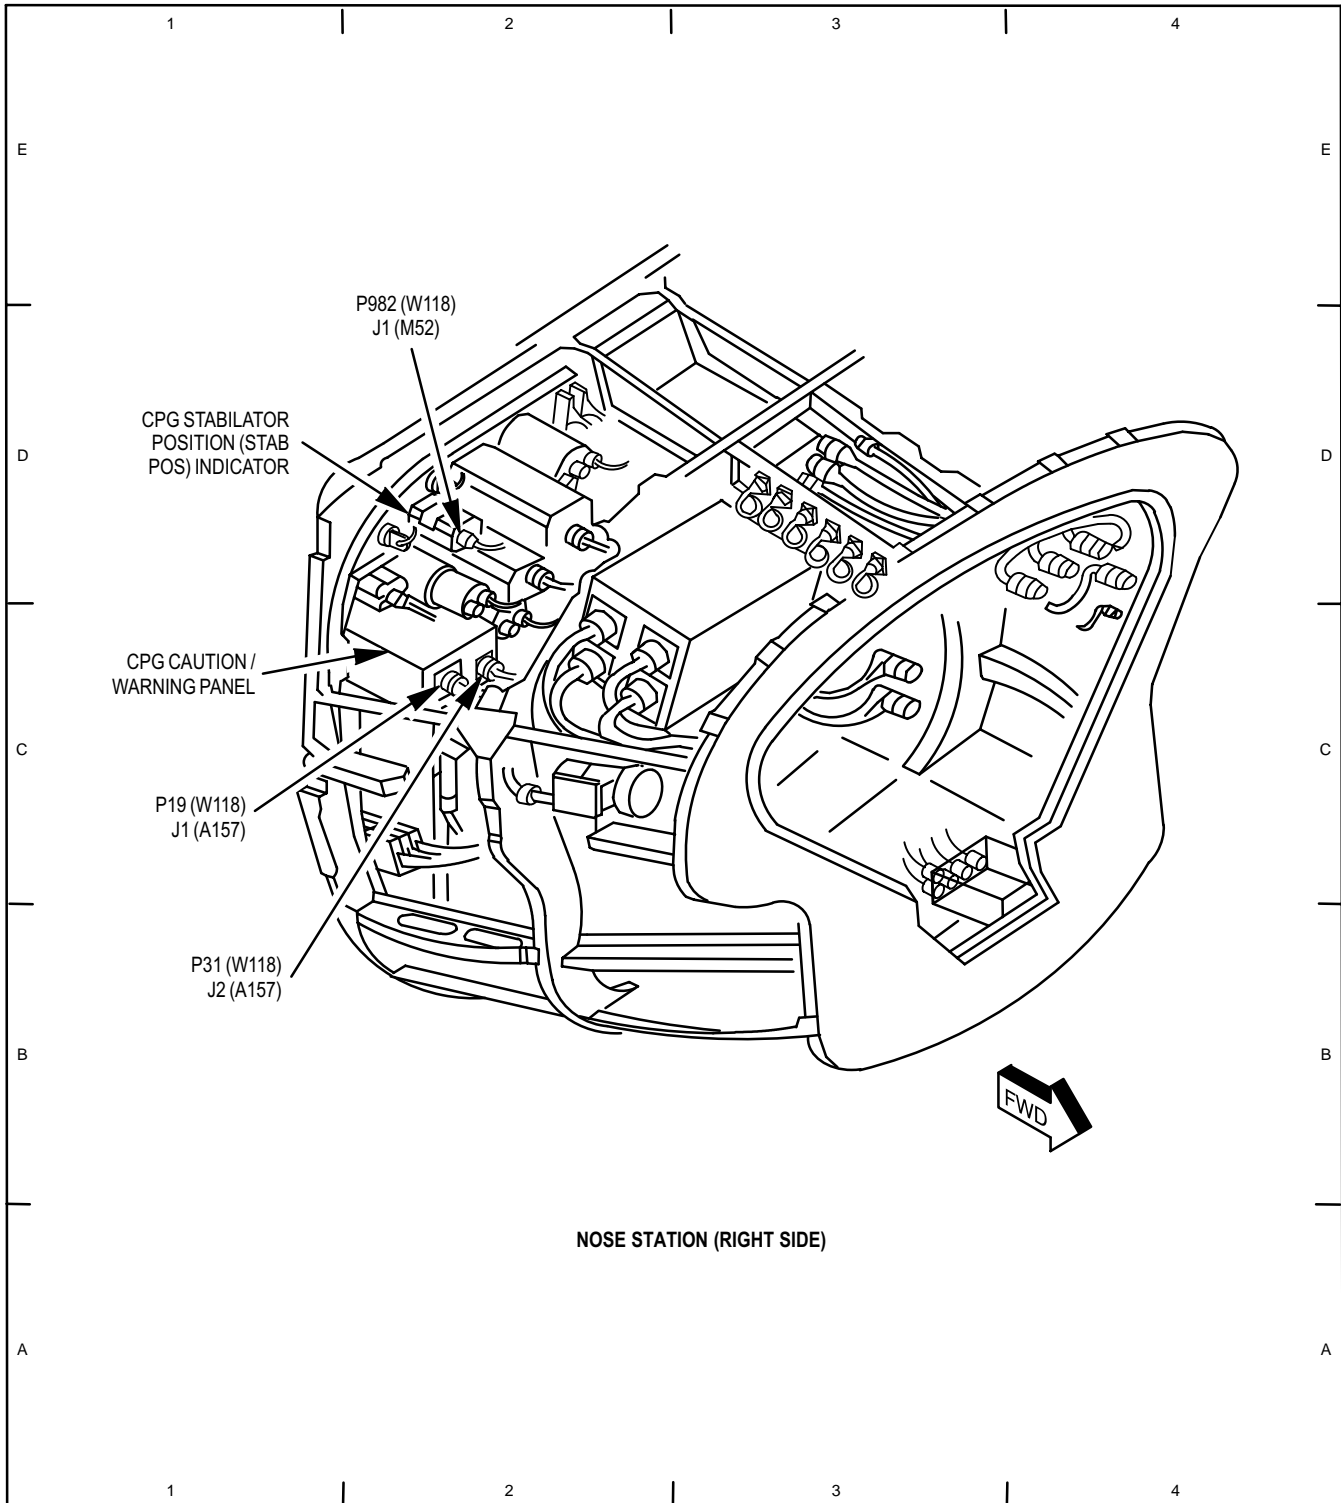 1 2 3 4
E E
P982 (W118)
J1 (M52)
CPG STABILATOR
POSITION (STAB
POS) INDICATOR
D D
CPG CAUTION /
WARNING PANEL
C C
P19 (W118)
J1 (A157)
P31 (W118)
J2 (A157)
B B
FWD
NOSE STATION (RIGHT SIDE)
A A
1 2 3 4